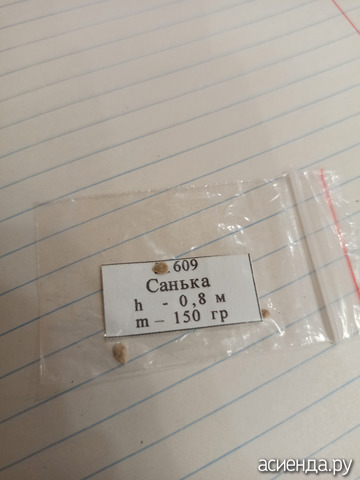 609
Санька
h - 0,8 м
m – 150 гр
асиенда.ру